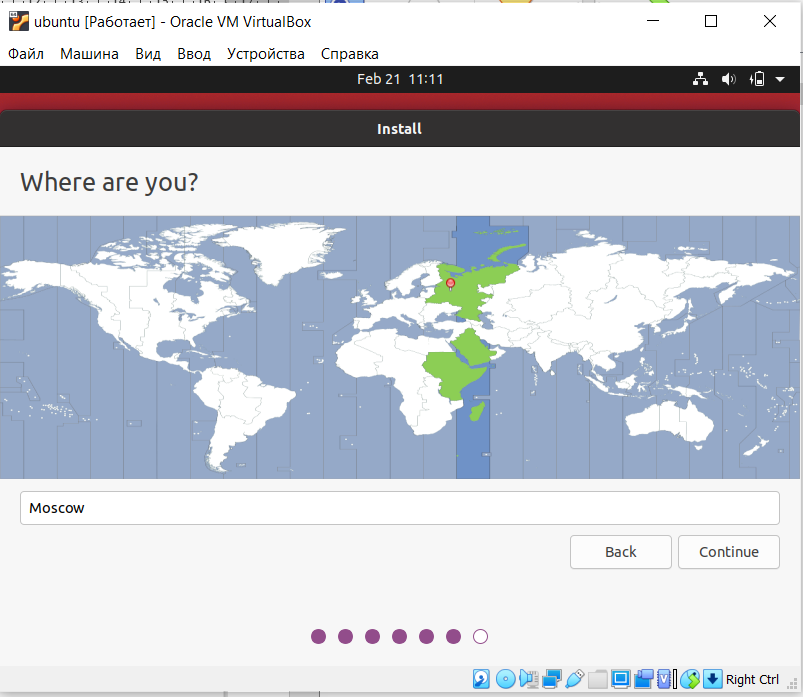 ubuntu [Работает] - Oracle VM VirtualBox
Файл Машина Вид Ввод Устройства Справка
Feb 21 11:11
Install
Where are you?
Moscow
Back Continue
Right Ctrl